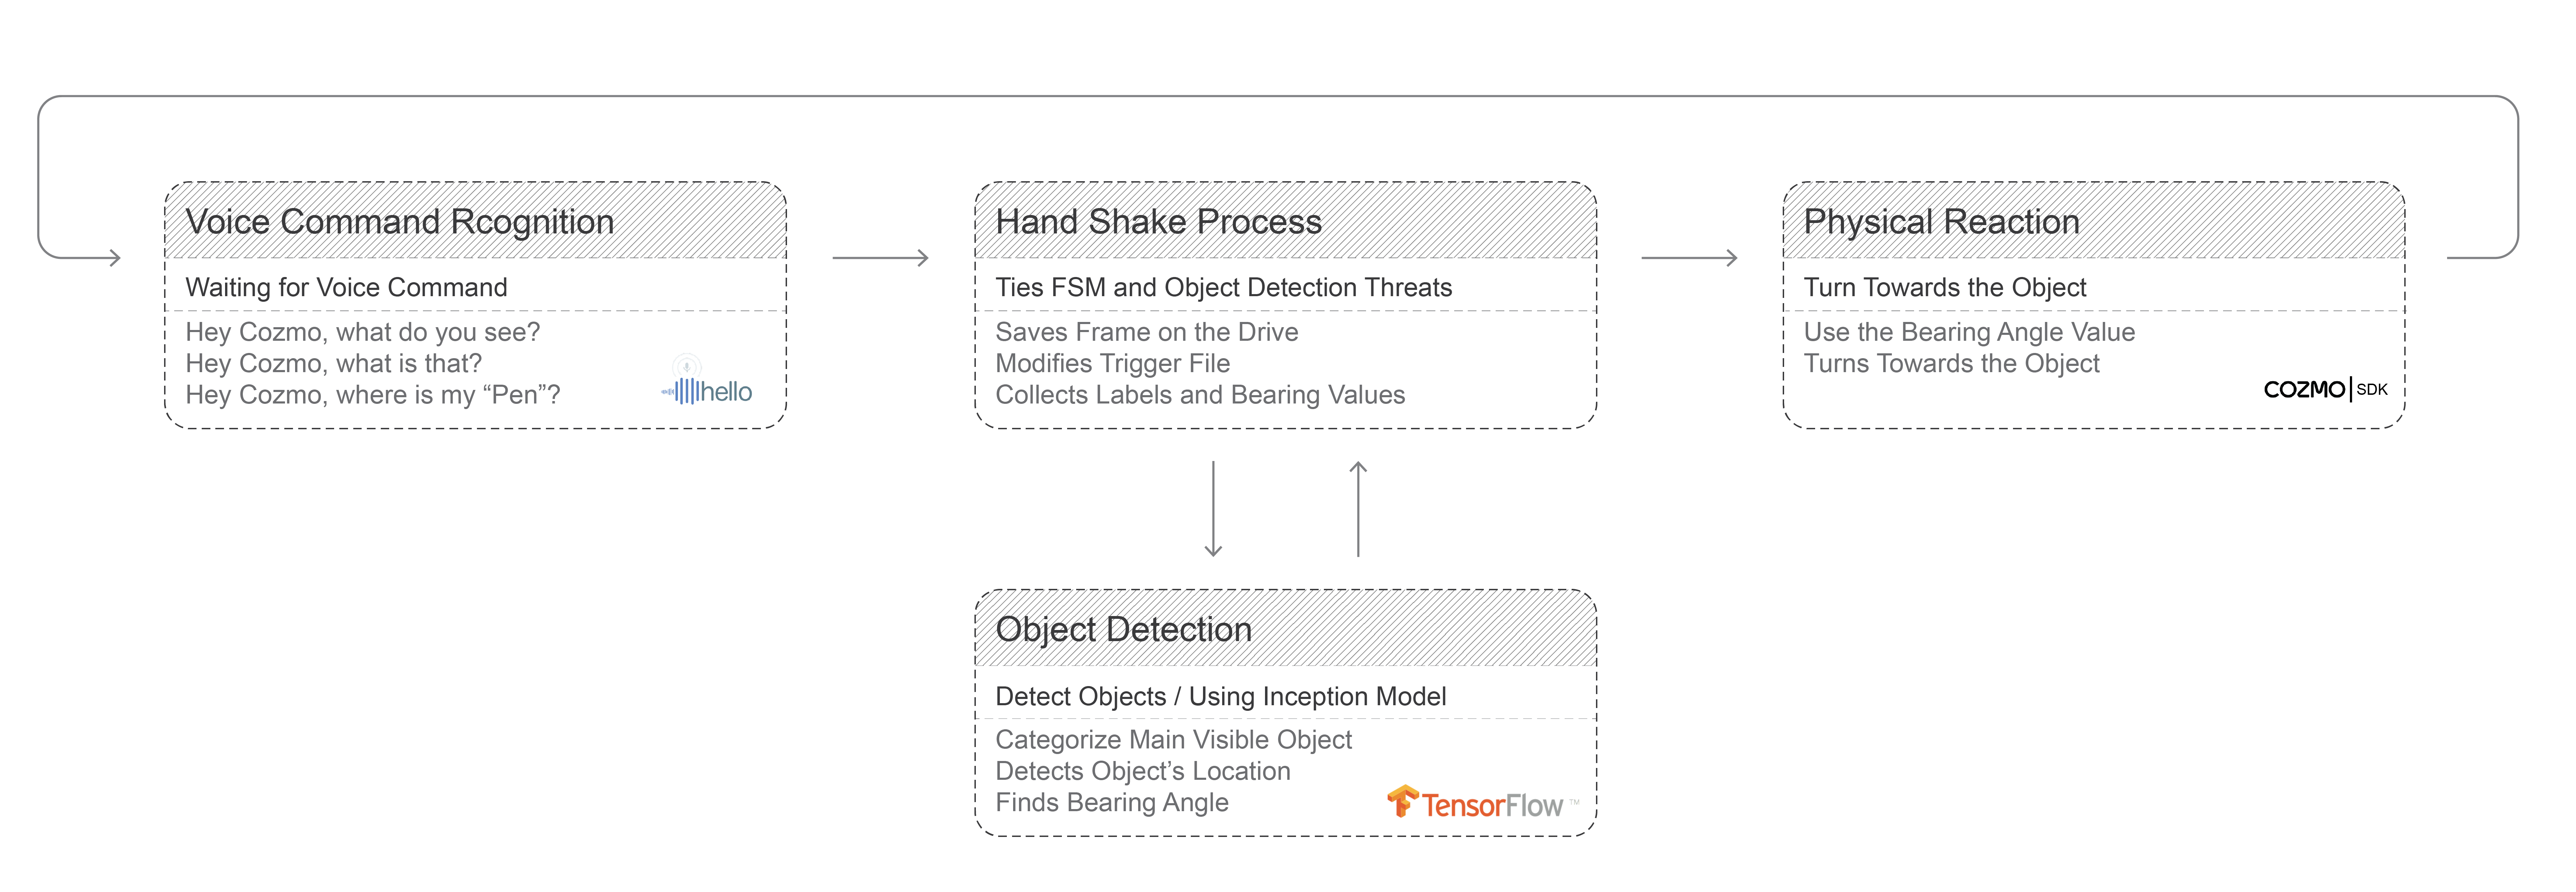 Voice Command Rcognition
Waiting for Voice Command
Hey Cozmo, what do you see?
Hey Cozmo, what is that?
Hey Cozmo, where is my “Pen”?
hello
Hand Shake Process
Ties FSM and Object Detection Threats
Saves Frame on the Drive
Modifies Trigger File
Collects Labels and Bearing Values
Physical Reaction
Turn Towards the Object
Use the Bearing Angle Value
Turns Towards the Object
COZMO | SDK
Object Detection
Detect Objects / Using Inception Model
Categorize Main Visible Object
Detects Object’s Location
Finds Bearing Angle
TensorFlow ™